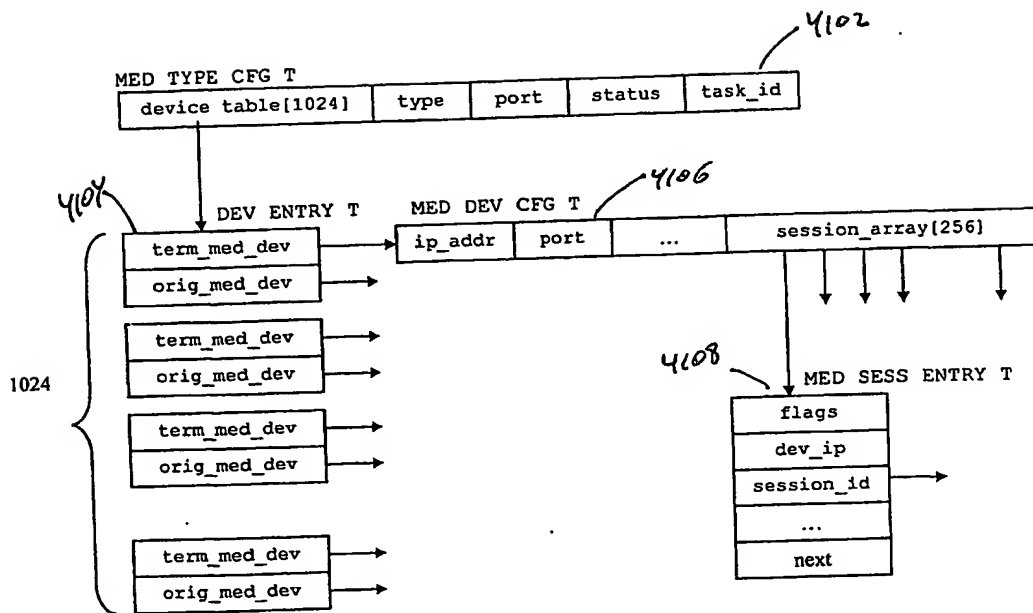 4102
MED TYPE CFG T
device table[1024] type port status task_id
4104
4106
DEV ENTRY T
MED DEV CFG T
term_med_dev
orig_med_dev
ip_addr port ... session_array[256]
term_med_dev
orig_med_dev
1024
4108
MED SESS ENTRY T
term_med_dev
orig_med_dev
flags
dev_ip
session_id
...
next
term_med_dev
orig_med_dev